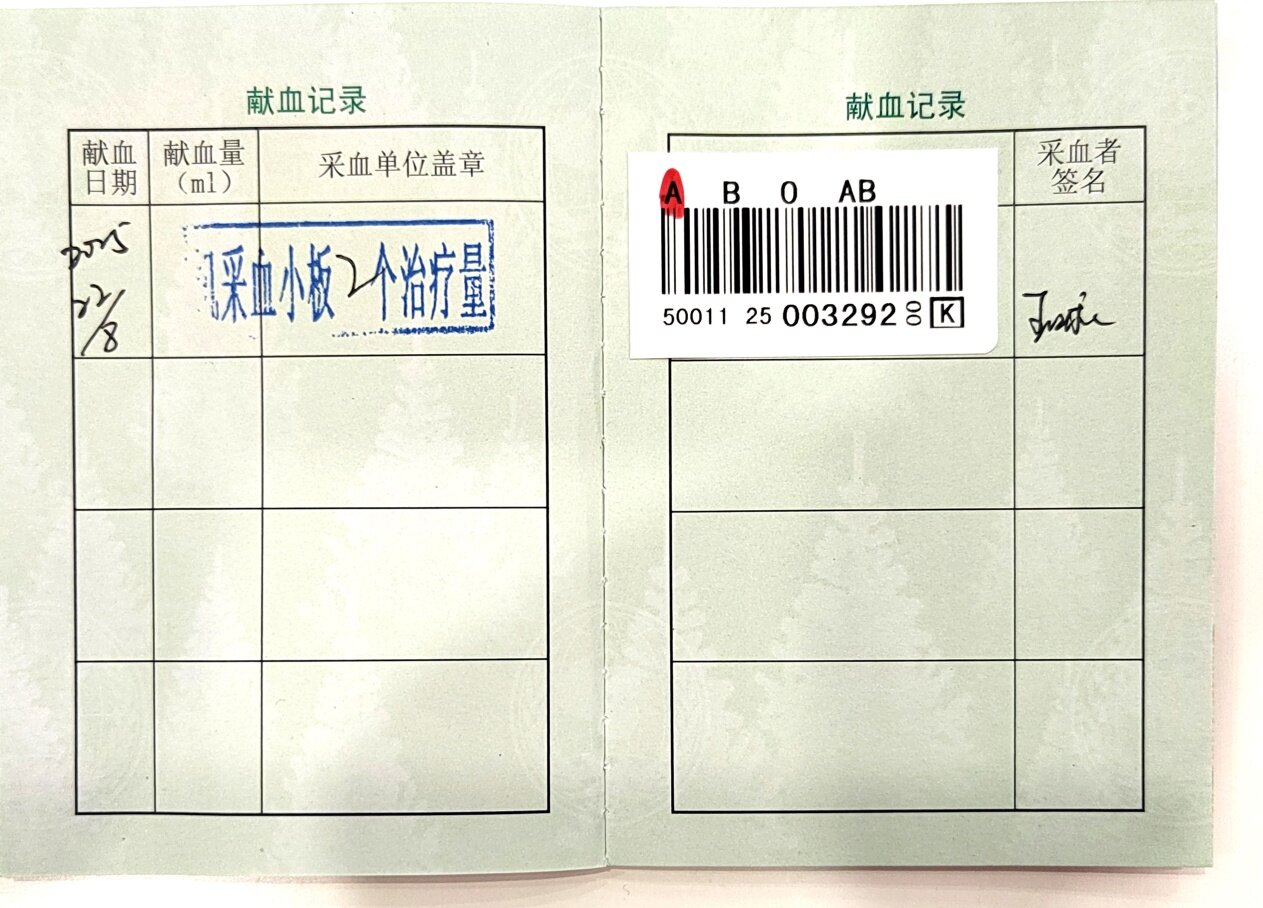 献血记录
献血日期
献血量(ml)
采血单位盖章
2025
22/8
采血小板2个治疗量
献血记录
采血者签名
A B O AB
50011 25 003292 00 K